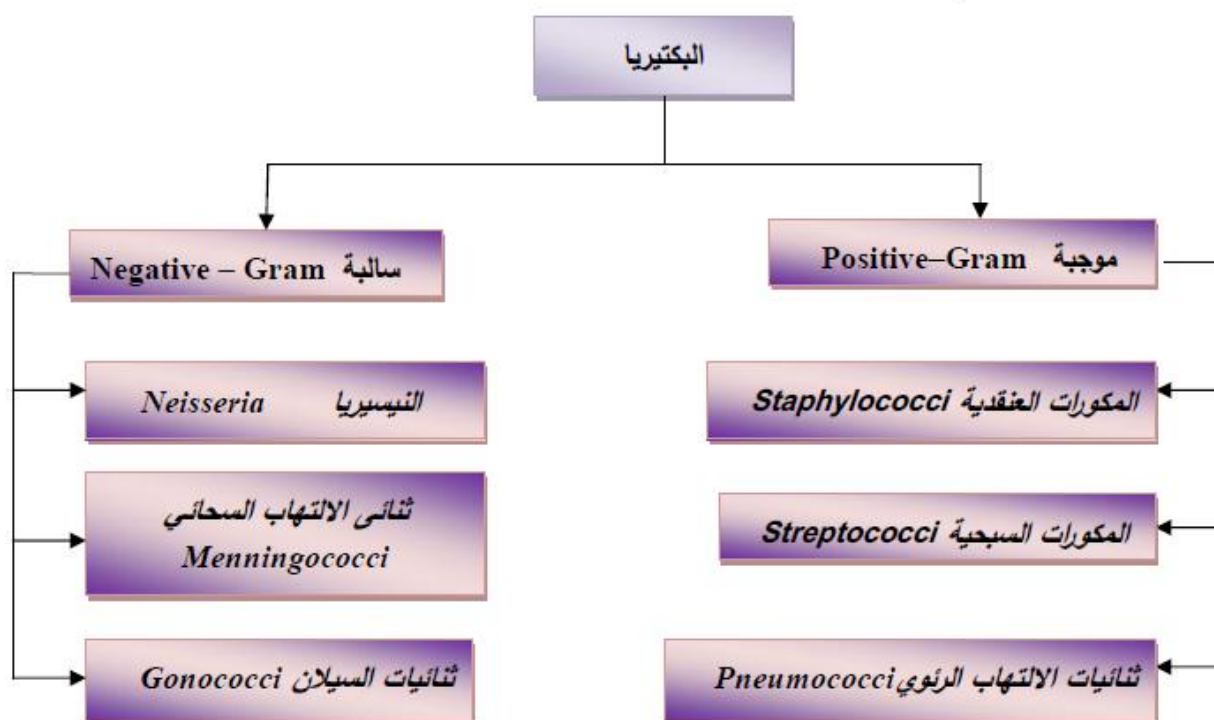 البكتيريا
موجبة Positive–Gram
سالبة Negative – Gram
المكورات العنقدية Staphylococci
النيسيريا Neisseria
المكورات السبحية Streptococci
ثنائى الالتهاب السحائي
Menningococci
ثنائيات الالتهاب الرئوي Pneumococci
ثنائيات السيلان Gonococci